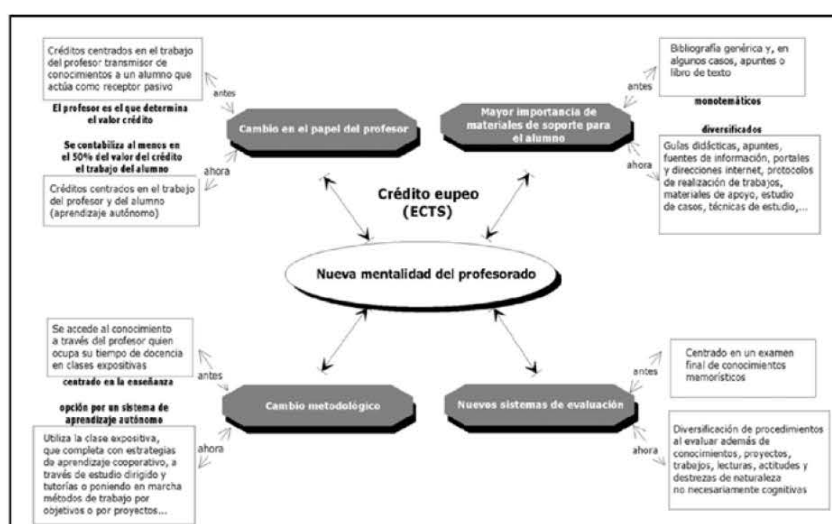 Créditos centrados en el trabajo
del profesor transmisor de
conocimientos a un alumno que
actúa como receptor pasivo
antes
El profesor es el que determina
el valor crédito
Cambio en el papel del profesor
Se contabiliza al menos en
el 50% del valor del crédito
el trabajo del alumno
ahora
Créditos centrados en el trabajo
del profesor y del alumno
(aprendizaje autónomo)
Bibliografía genérica y, en
algunos casos, apuntes o
libro de texto
antes
monotemáticos
Mayor importancia de
materiales de soporte para
el alumno
diversificados
ahora
Guías didácticas, apuntes,
fuentes de información, portales
y direcciones internet, protocolos
de realización de trabajos,
materiales de apoyo, estudio
de casos, técnicas de estudio,...
Crédito eupeo
(ECTS)
Nueva mentalidad del profesorado
Se accede al conocimiento
a través del profesor quien
ocupa su tiempo de docencia
en clases expositivas
antes
centrado en la enseñanza
Cambio metodológico
opción por un sistema de
aprendizaje autónomo
ahora
Utiliza la clase expositiva,
que completa con estrategias
de aprendizaje cooperativo, a
través de estudio dirigido y
tutorías o poniendo en marcha
métodos de trabajo por
objetivos o por proyectos...
Centrado en un examen
final de conocimientos
memorísticos
antes
Nuevos sistemas de evaluación
ahora
Diversificación de procedimientos
al evaluar además de
conocimientos, proyectos,
trabajos, lecturas, actitudes y
destrezas de naturaleza
no necesariamente cognitivas